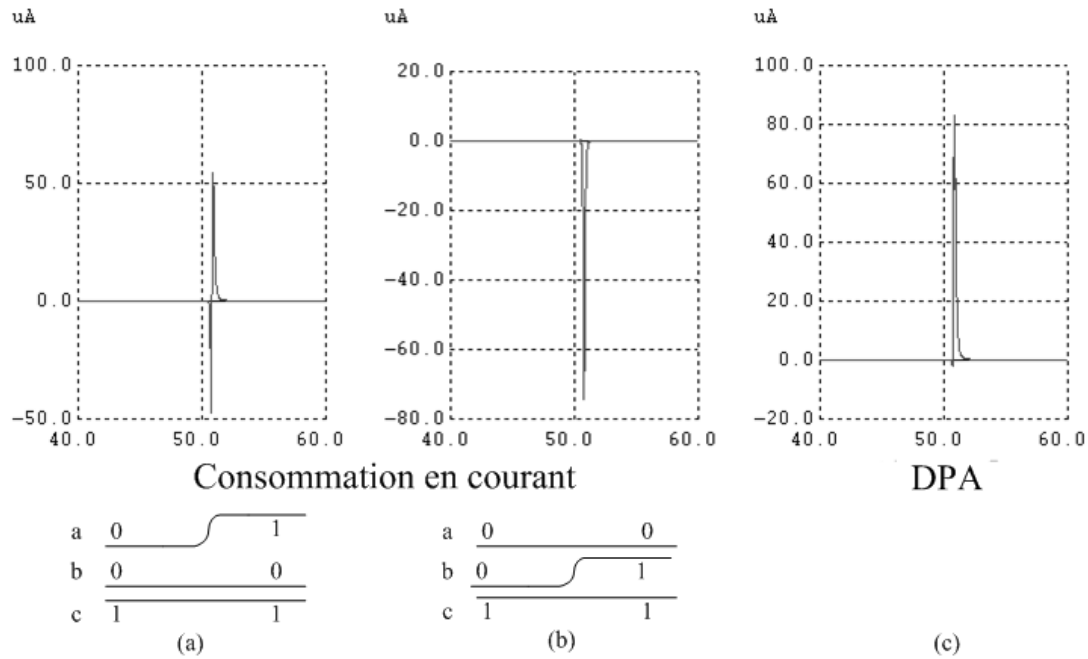 uA uA uA
100.0 20.0 100.0
0.0 80.0
50.0 -20.0 60.0
-40.0 40.0
0.0 20.0
-60.0 0.0
-50.0 -80.0 -20.0
40.0 50.0 60.0 40.0 50.0 60.0 40.0 50.0 60.0
Consommation en courant DPA
a 0 1 a 0 0
b 0 0 b 0 1
c 1 1 c 1 1
(a) (b) (c)